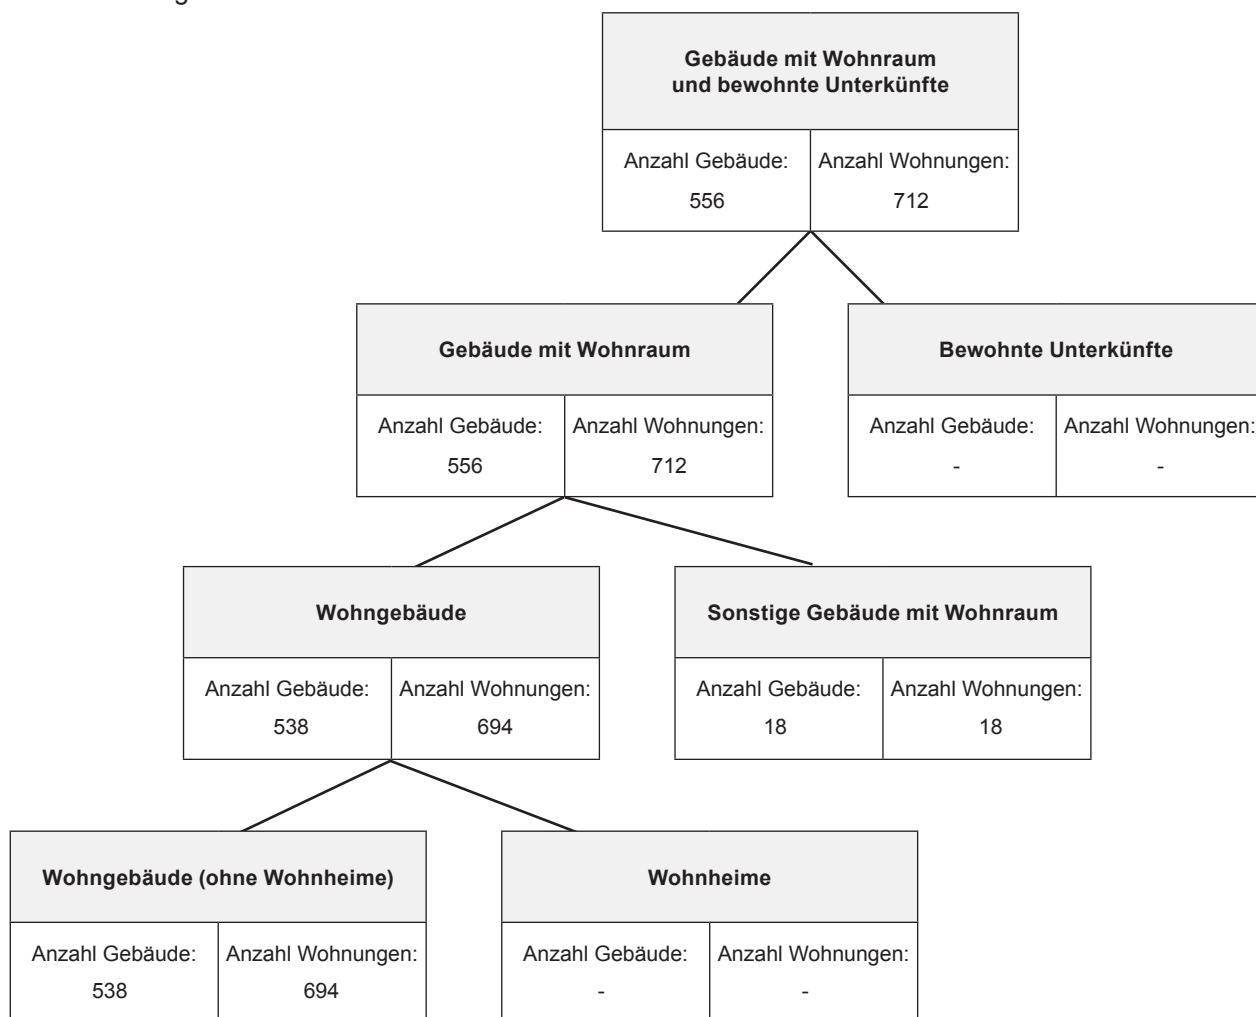 Gebäude mit Wohnraum
und bewohnte Unterkünfte
Anzahl Gebäude: Anzahl Wohnungen:
556 712
Gebäude mit Wohnraum
Anzahl Gebäude: Anzahl Wohnungen:
556 712
Bewohnte Unterkünfte
Anzahl Gebäude: Anzahl Wohnungen:
- -
Wohngebäude
Anzahl Gebäude: Anzahl Wohnungen:
538 694
Sonstige Gebäude mit Wohnraum
Anzahl Gebäude: Anzahl Wohnungen:
18 18
Wohngebäude (ohne Wohnheime)
Anzahl Gebäude: Anzahl Wohnungen:
538 694
Wohnheime
Anzahl Gebäude: Anzahl Wohnungen:
- -